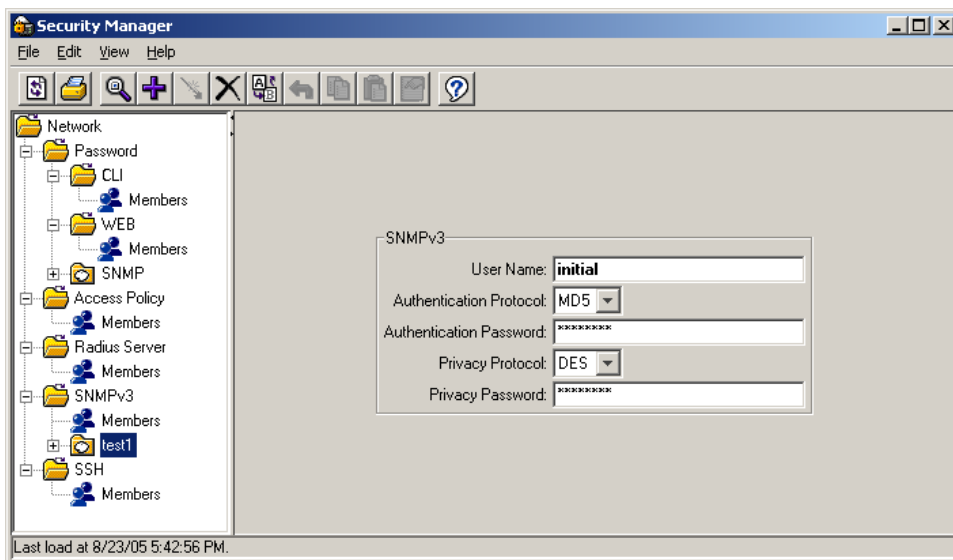 Security Manager
File Edit View Help
Network
Password
CLI
Members
WEB
Members
SNMP
Access Policy
Members
Radius Server
Members
SNMPv3
Members
test1
SSH
Members
SNMPv3
User Name: initial
Authentication Protocol: MD5
Authentication Password: ********
Privacy Protocol: DES
Privacy Password: ********
Last load at 8/23/05 5:42:56 PM.